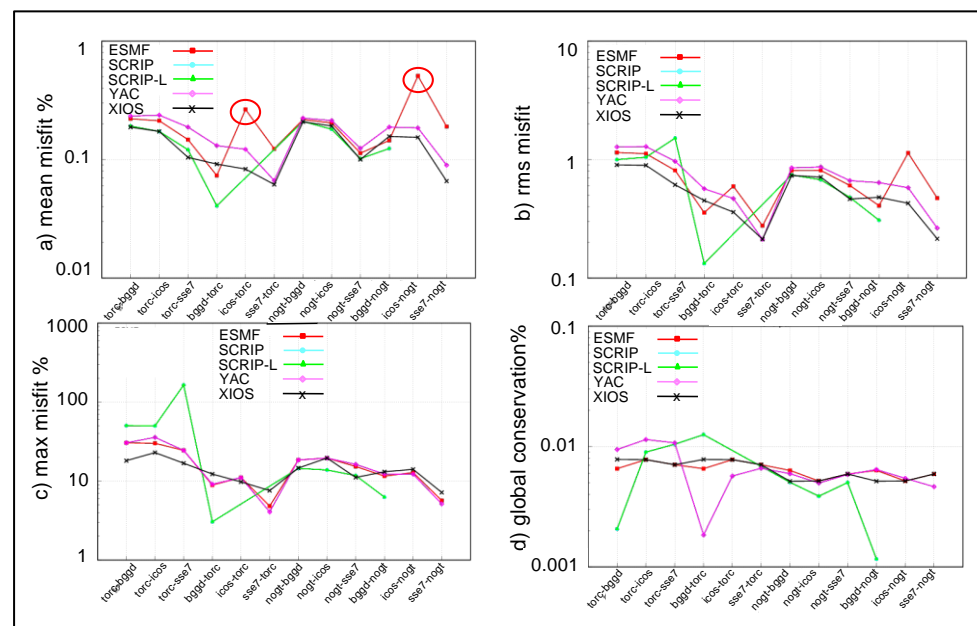 1
0.1
0.01
a) mean misfit %
ESMF
SCRIP
SCRIP-L
YAC
XIOS
torc-bggd
torc-icos
torc-sse7
bggd-torc
icos-torc
sse7-torc
nogt-bggd
nogt-icos
nogt-sse7
bggd-nogt
icos-nogt
sse7-nogt
10
1
0.1
b) rms misfit
ESMF
SCRIP
SCRIP-L
YAC
XIOS
torc-bggd
torc-icos
torc-sse7
bggd-torc
icos-torc
sse7-torc
nogt-bggd
nogt-icos
nogt-sse7
bggd-nogt
icos-nogt
sse7-nogt
1000
100
10
1
c) max misfit %
ESMF
SCRIP
SCRIP-L
YAC
XIOS
torc-bggd
torc-icos
torc-sse7
bggd-torc
icos-torc
sse7-torc
nogt-bggd
nogt-icos
nogt-sse7
bggd-nogt
icos-nogt
sse7-nogt
0.1
0.01
0.001
d) global conservation%
ESMF
SCRIP
SCRIP-L
YAC
XIOS
torc-bggd
torc-icos
torc-sse7
bggd-torc
icos-torc
sse7-torc
nogt-bggd
nogt-icos
nogt-sse7
bggd-nogt
icos-nogt
sse7-nogt